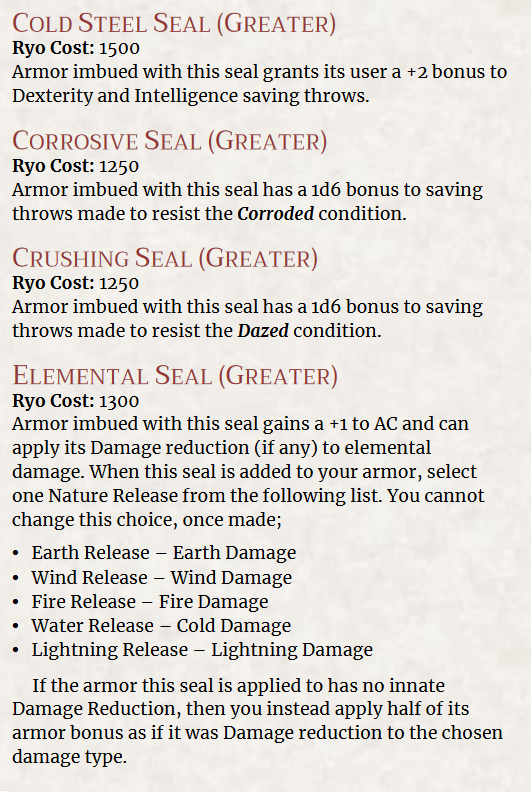 Cold Steel Seal (Greater)
Ryo Cost: 1500
Armor imbued with this seal grants its user a +2 bonus to
Dexterity and Intelligence saving throws.
Corrosive Seal (Greater)
Ryo Cost: 1250
Armor imbued with this seal has a 1d6 bonus to saving
throws made to resist the Corroded condition.
Crushing Seal (Greater)
Ryo Cost: 1250
Armor imbued with this seal has a 1d6 bonus to saving
throws made to resist the Dazed condition.
Elemental Seal (Greater)
Ryo Cost: 1300
Armor imbued with this seal gains a +1 to AC and can
apply its Damage reduction (if any) to elemental
damage. When this seal is added to your armor, select
one Nature Release from the following list. You cannot
change this choice, once made;
• Earth Release – Earth Damage
• Wind Release – Wind Damage
• Fire Release – Fire Damage
• Water Release – Cold Damage
• Lightning Release – Lightning Damage
If the armor this seal is applied to has no innate
Damage Reduction, then you instead apply half of its
armor bonus as if it was Damage reduction to the chosen
damage type.